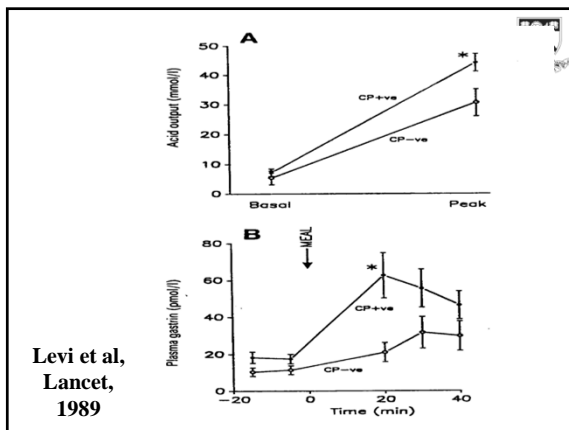 A
Acid output (mmol/l)
50
40
30
20
10
0
*
CP+ve
CP−ve
Basal
Peak
B
MEAL
Plasma gastrin (pmol/l)
80
60
40
20
0
*
CP+ve
CP−ve
−20
0
20
40
Time (min)
Levi et al,
Lancet,
1989